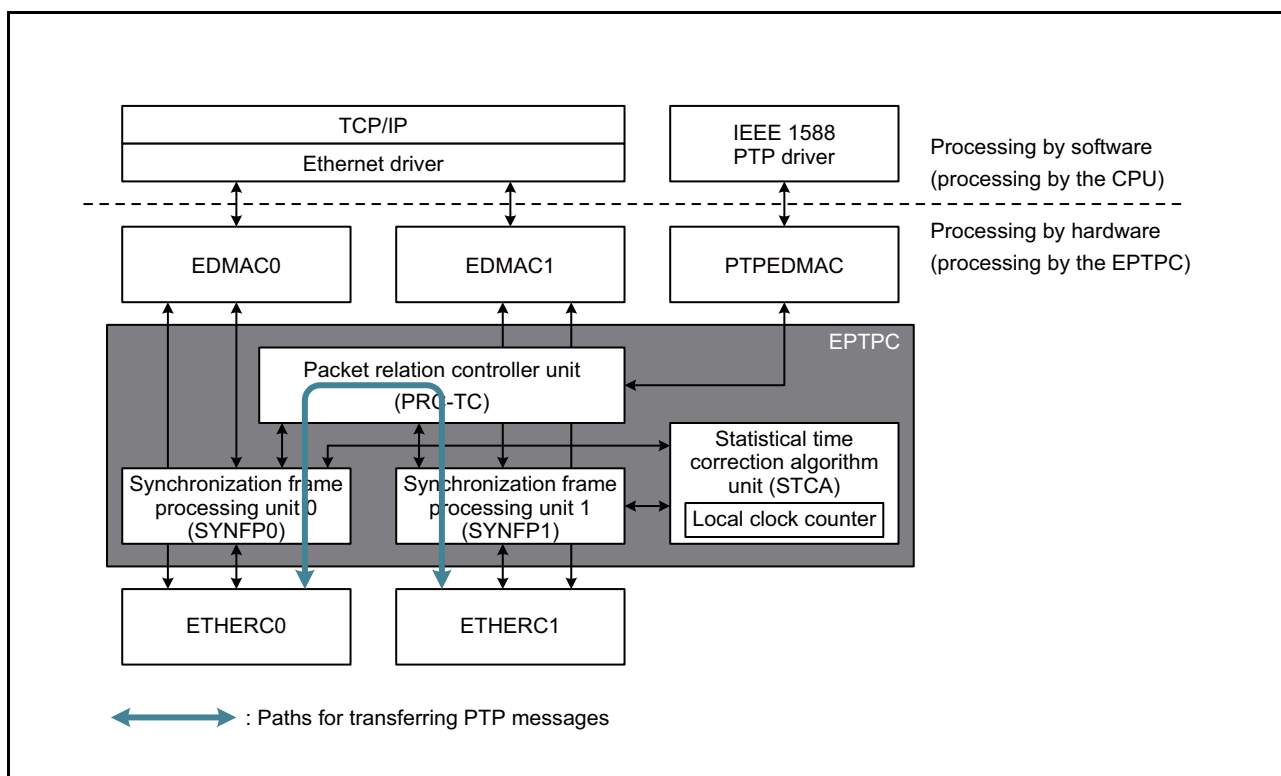 TCP/IP
Ethernet driver
IEEE 1588
PTP driver
Processing by software
(processing by the CPU)
Processing by hardware
(processing by the EPTPC)
EDMAC0
EDMAC1
PTPEDMAC
EPTPC
Packet relation controller unit
(PRC-TC)
Synchronization frame
processing unit 0
(SYNFP0)
Synchronization frame
processing unit 1
(SYNFP1)
Statistical time
correction algorithm
unit (STCA)
Local clock counter
ETHERC0
ETHERC1
: Paths for transferring PTP messages